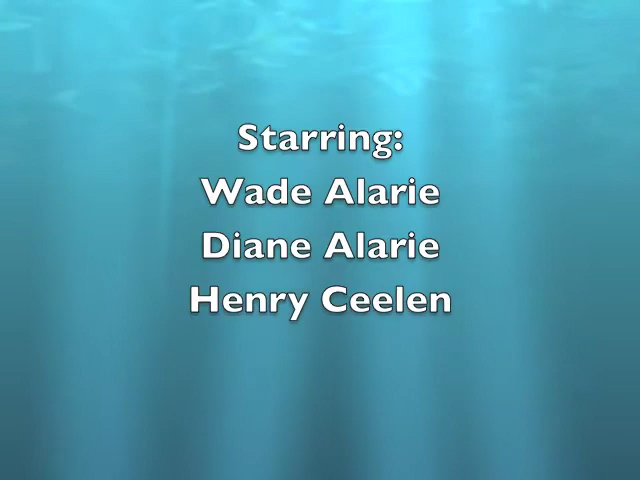 Starring:
Wade Alarie
Diane Alarie
Henry Ceelen